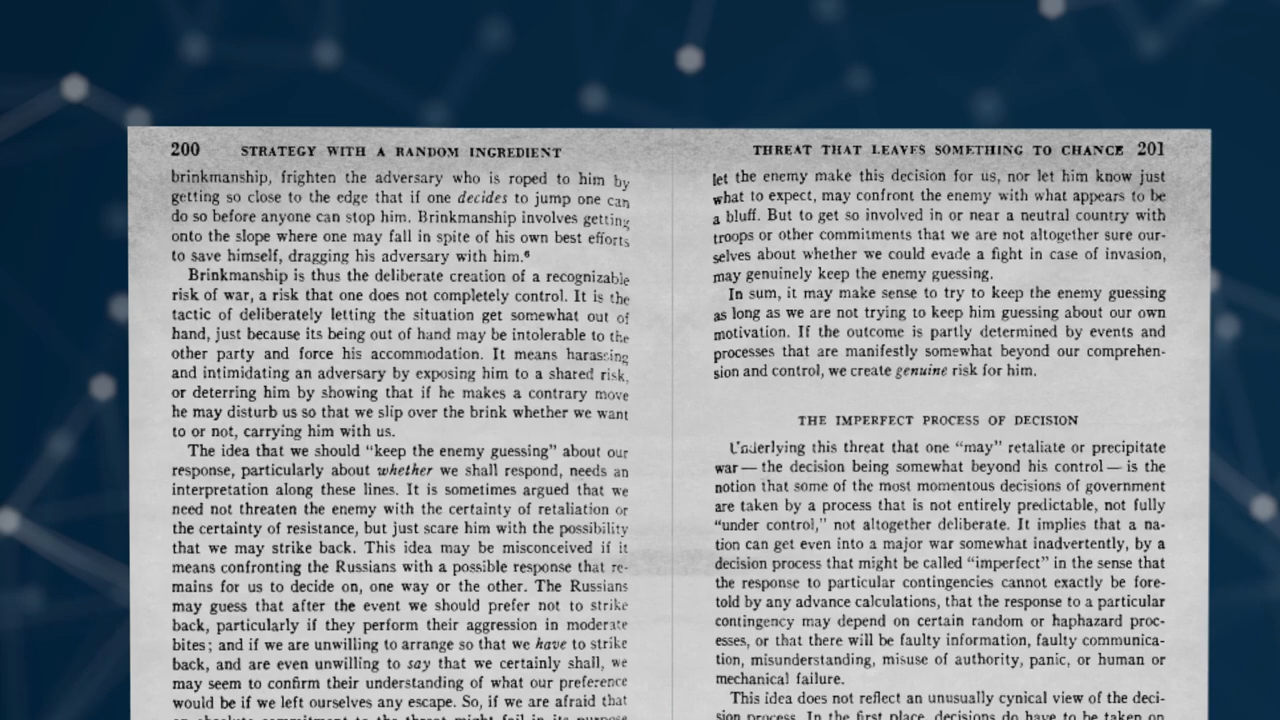 200 STRATEGY WITH A RANDOM INGREDIENT
brinkmanship, frighten the adversary who is roped to him by
getting so close to the edge that if one decides to jump one can
do so before anyone can stop him. Brinkmanship involves getting
onto the slope where one may fall in spite of his own best efforts
to save himself, dragging his adversary with him.⁶
Brinkmanship is thus the deliberate creation of a recognizable
risk of war, a risk that one does not completely control. It is the
tactic of deliberately letting the situation get somewhat out of
hand, just because its being out of hand may be intolerable to the
other party and force his accommodation. It means harassing
and intimidating an adversary by exposing him to a shared risk,
or deterring him by showing that if he makes a contrary move
he may disturb us so that we slip over the brink whether we want
to or not, carrying him with us.
The idea that we should “keep the enemy guessing” about our
response, particularly about whether we shall respond, needs an
interpretation along these lines. It is sometimes argued that we
need not threaten the enemy with the certainty of retaliation or
the certainty of resistance, but just scare him with the possibility
that we may strike back. This idea may be misconceived if it
means confronting the Russians with a possible response that re-
mains for us to decide on, one way or the other. The Russians
may guess that after the event we should prefer not to strike
back, particularly if they perform their aggression in moderate
bites; and if we are unwilling to arrange so that we have to strike
back, and are even unwilling to say that we certainly shall, we
may seem to confirm their understanding of what our preference
would be if we left ourselves any escape. So, if we are afraid that
an absolute commitment to the threat might fail in its purpose
THREAT THAT LEAVES SOMETHING TO CHANCE 201
let the enemy make this decision for us, nor let him know just
what to expect, may confront the enemy with what appears to be
a bluff. But to get so involved in or near a neutral country with
troops or other commitments that we are not altogether sure our-
selves about whether we could evade a fight in case of invasion,
may genuinely keep the enemy guessing.
In sum, it may make sense to try to keep the enemy guessing
as long as we are not trying to keep him guessing about our own
motivation. If the outcome is partly determined by events and
processes that are manifestly somewhat beyond our comprehen-
sion and control, we create genuine risk for him.
THE IMPERFECT PROCESS OF DECISION
Underlying this threat that one “may” retaliate or precipitate
war — the decision being somewhat beyond his control — is the
notion that some of the most momentous decisions of government
are taken by a process that is not entirely predictable, not fully
“under control,” not altogether deliberate. It implies that a na-
tion can get even into a major war somewhat inadvertently, by a
decision process that might be called “imperfect” in the sense that
the response to particular contingencies cannot exactly be fore-
told by any advance calculations, that the response to a particular
contingency may depend on certain random or haphazard proc-
esses, or that there will be faulty information, faulty communica-
tion, misunderstanding, misuse of authority, panic, or human or
mechanical failure.
This idea does not reflect an unusually cynical view of the deci-
sion process. In the first place, decisions do have to be taken on